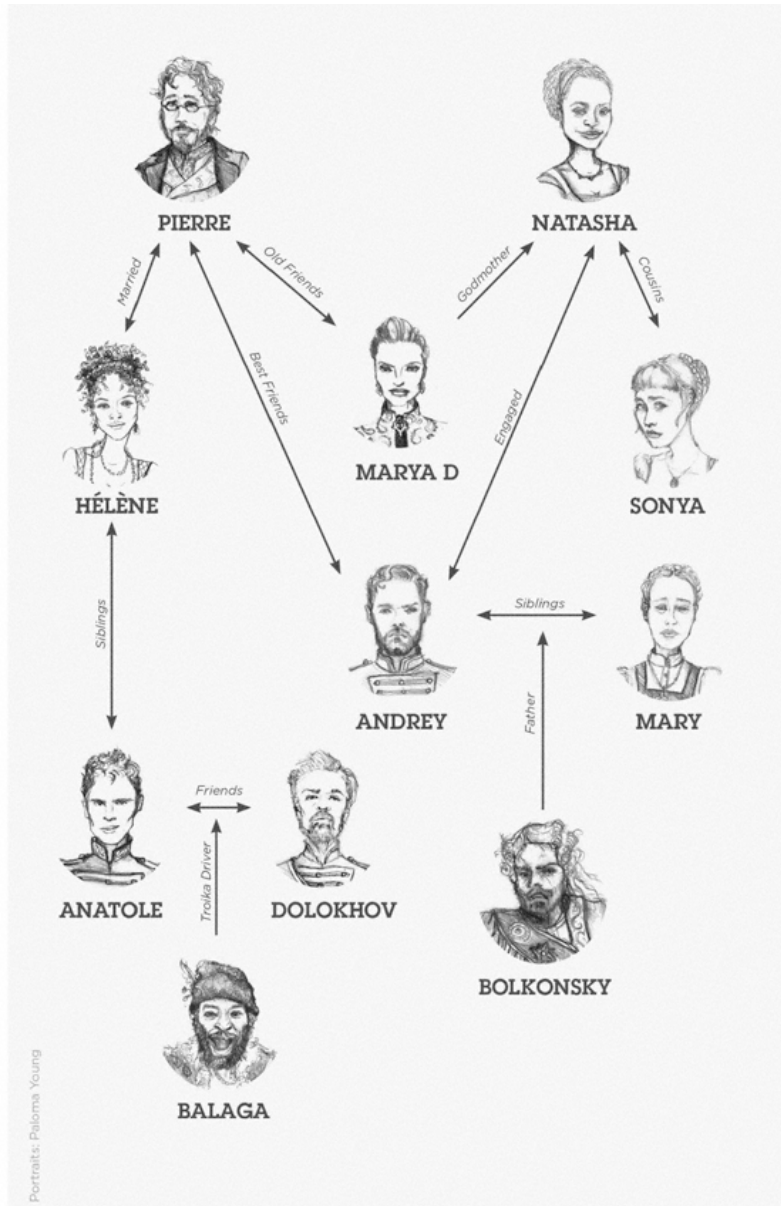 PIERRE
NATASHA
Married
Old Friends
Godmother
Cousins
Best Friends
Engaged
HÉLÈNE
MARYA D
SONYA
Siblings
Siblings
ANDREY
MARY
Father
Friends
Troika Driver
ANATOLE
DOLOKHOV
BOLKONSKY
BALAGA
Portraits: Paloma Young